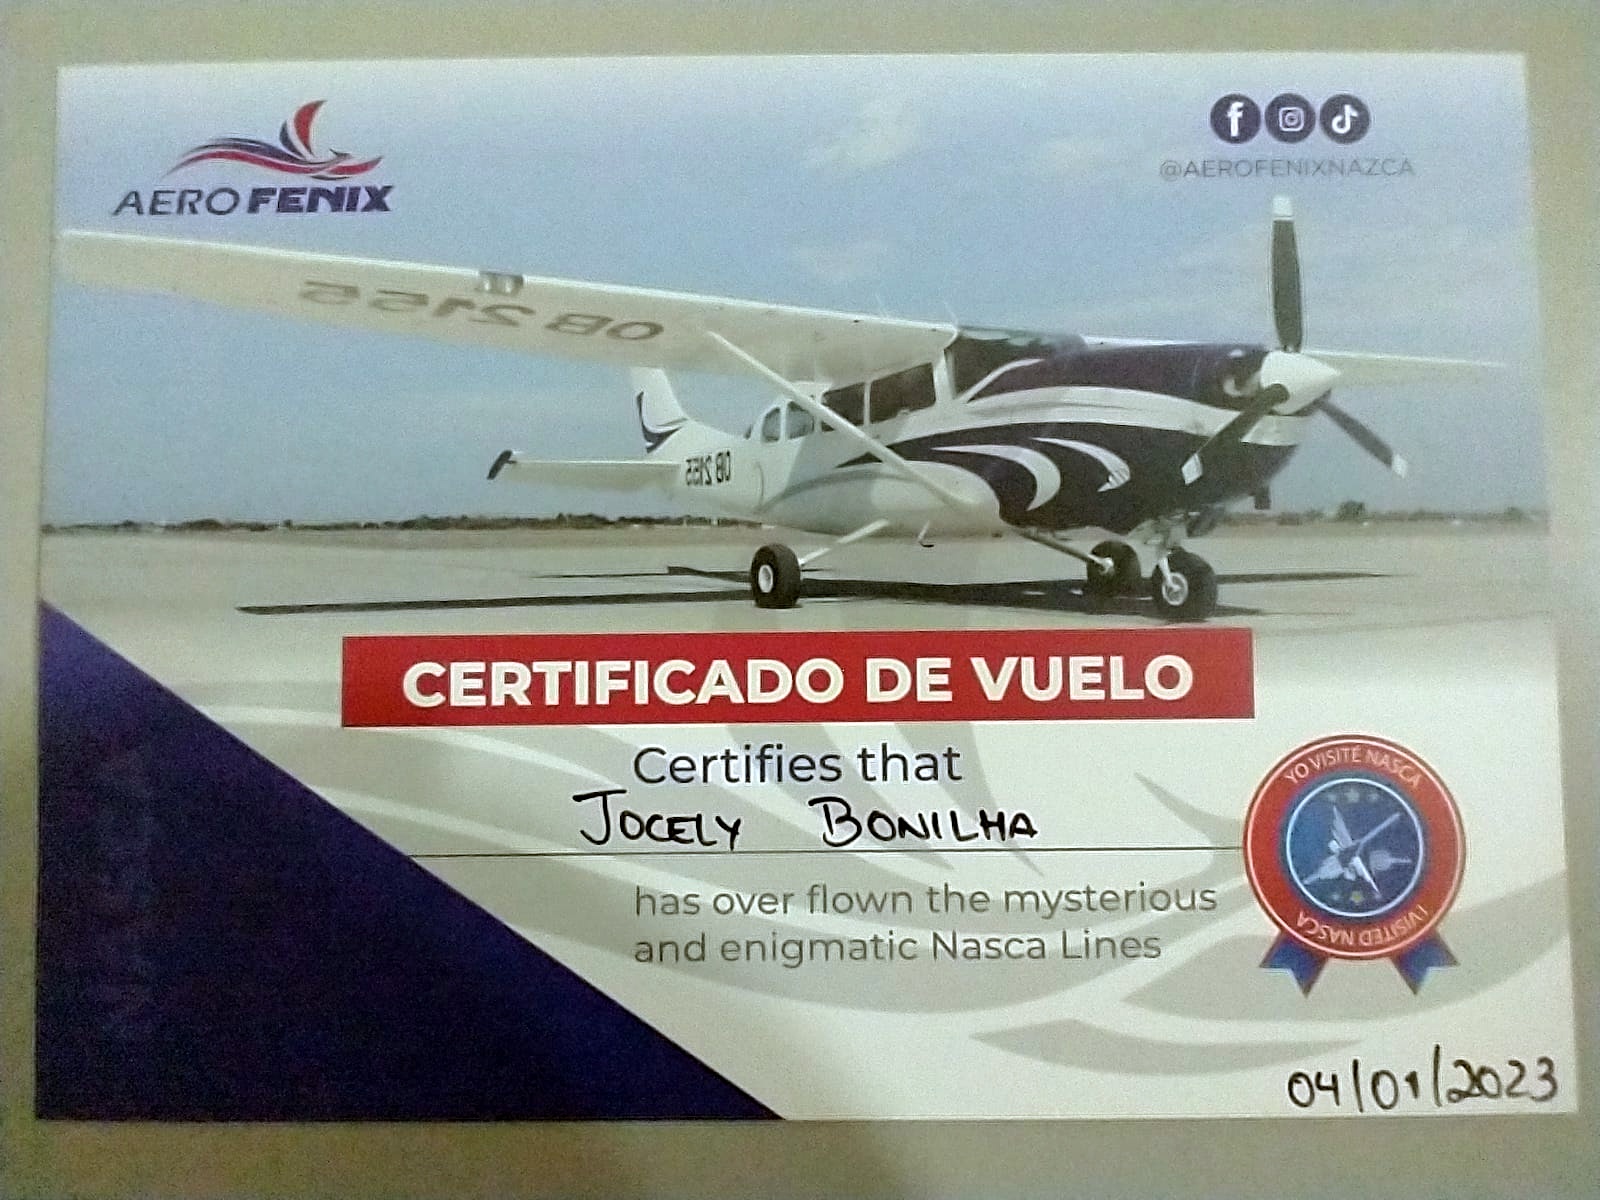 AERO FENIX
@AEROFENIXNAZCA
OB 2155
OB 2155
CERTIFICADO DE VUELO
Certifies that
JOCELY BONILHA
has over flown the mysterious
and enigmatic Nasca Lines
YO VISITÉ NASCA
I VISITED NASCA
04/01/2023